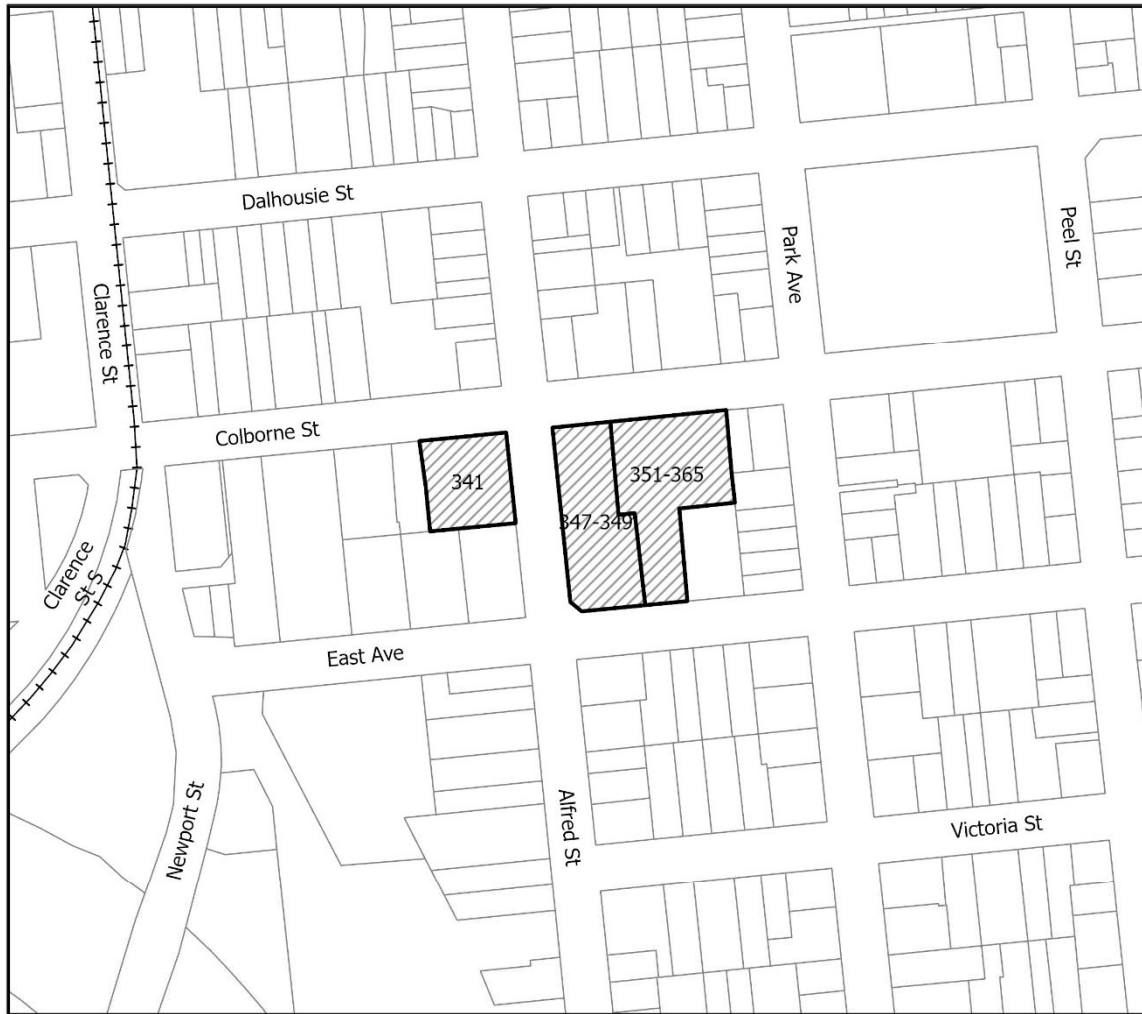 Dalhousie St
Park Ave
Peel St
Clarence St
Colborne St
341
351-365
347-349
Clarence
St S
East Ave
Newport St
Alfred St
Victoria St